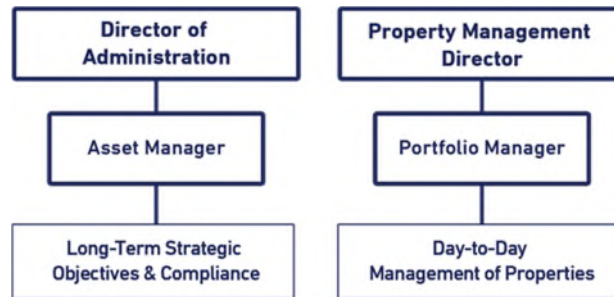 Director of
Administration
Property Management
Director
Asset Manager
Portfolio Manager
Long-Term Strategic
Objectives & Compliance
Day-to-Day
Management of Properties